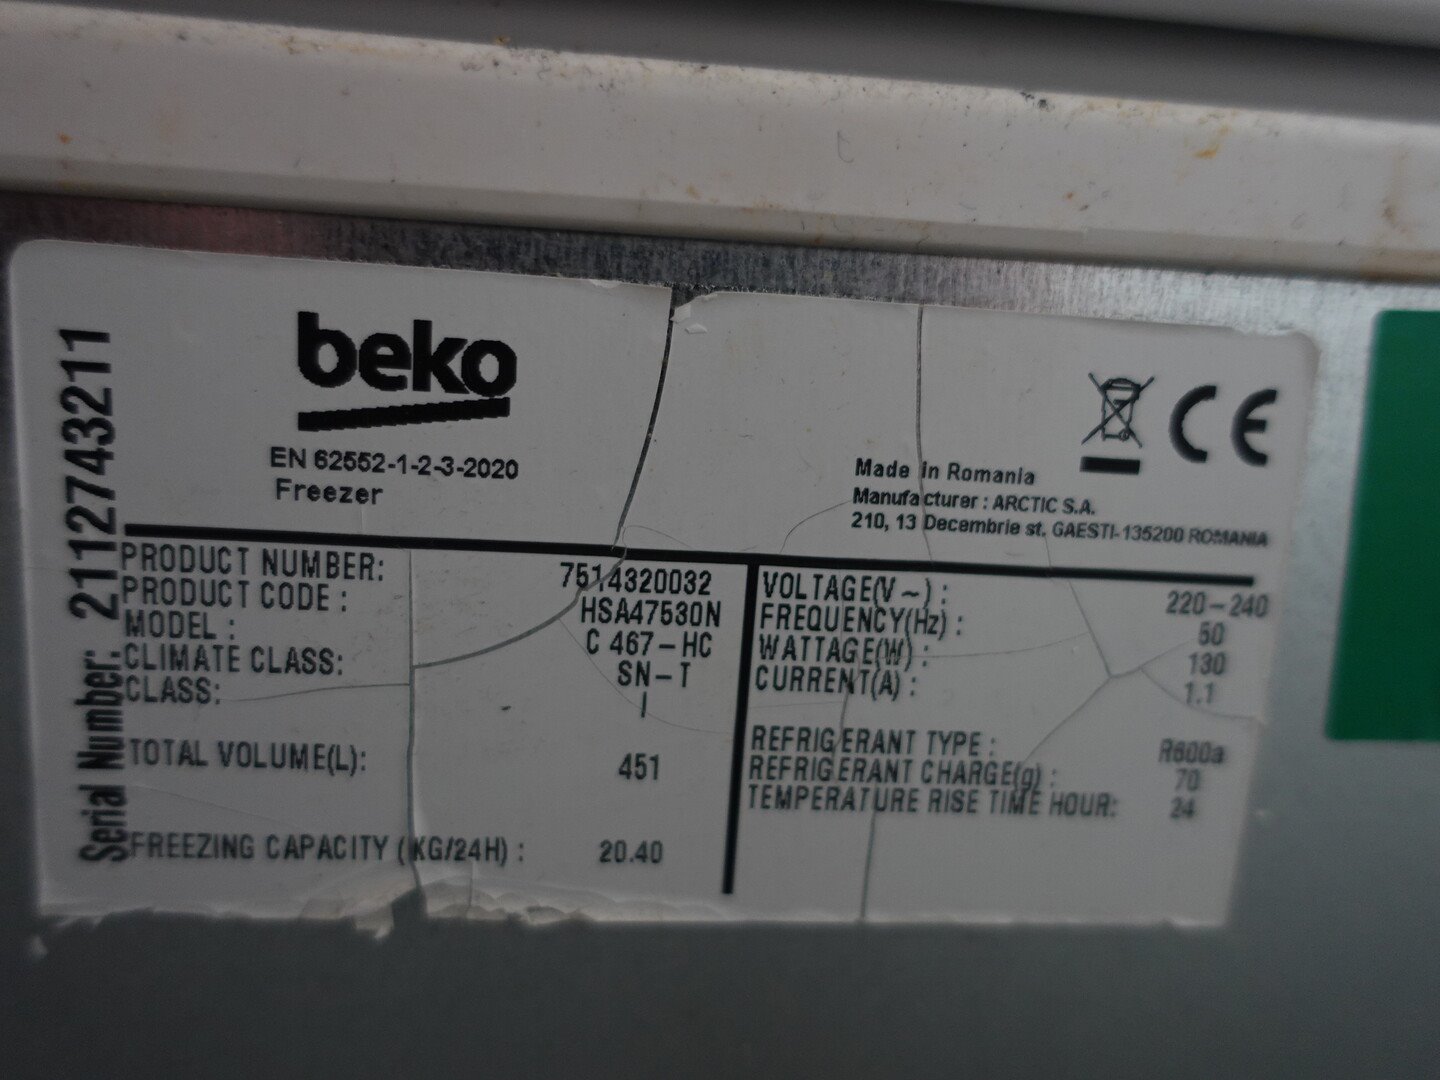 Serial Number: 2112743211
beko
EN 62552-1-2-3-2020
Freezer
CE
Made in Romania
Manufacturer : ARCTIC S.A.
210, 13 Decembrie st. GAESTI-135200 ROMANIA
PRODUCT NUMBER: 7514320032
PRODUCT CODE : HSA47530N
MODEL : C 467-HC
CLIMATE CLASS: SN-T
CLASS: I
TOTAL VOLUME(L): 451
FREEZING CAPACITY (KG/24H) : 20.40
VOLTAGE(V~) : 220-240
FREQUENCY(Hz) : 50
WATTAGE(W) : 130
CURRENT(A) : 1.1
REFRIGERANT TYPE : R600a
REFRIGERANT CHARGE(g) : 70
TEMPERATURE RISE TIME HOUR: 24